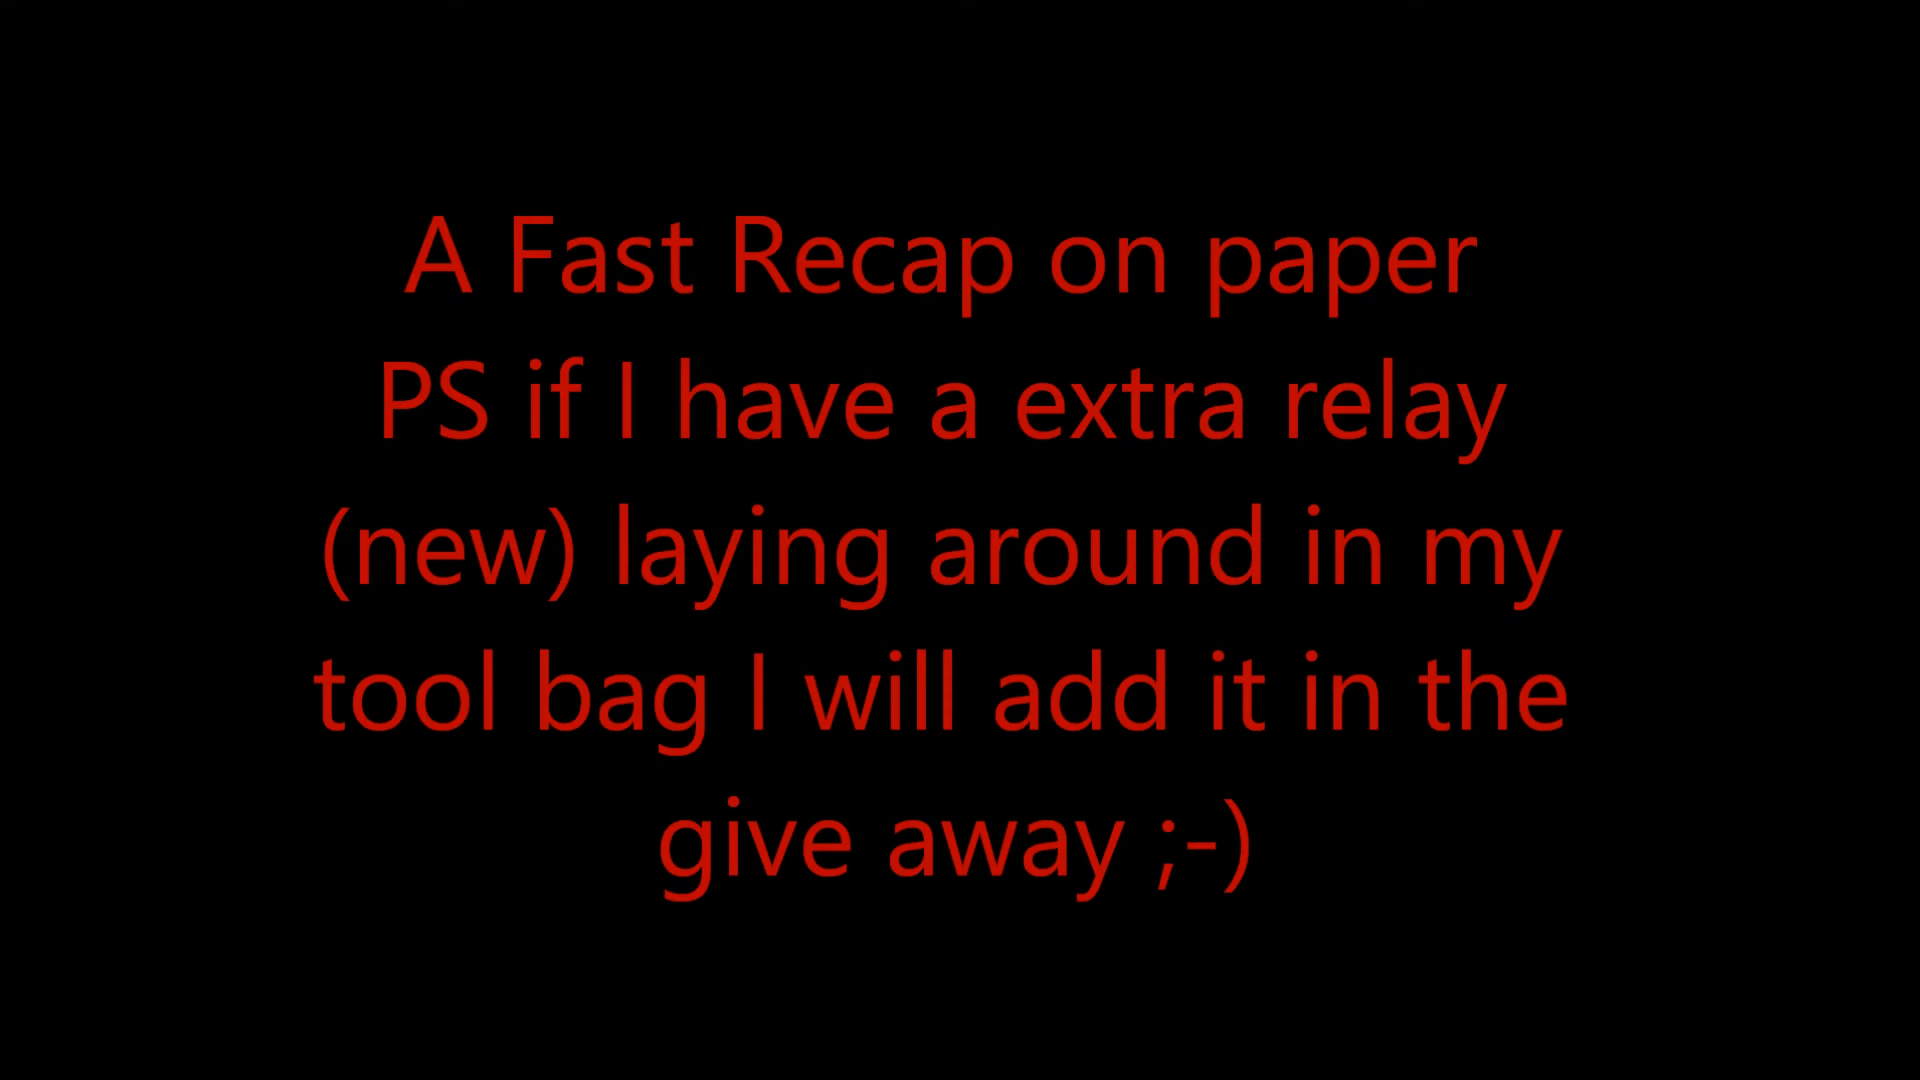 A Fast Recap on paper
PS if I have a extra relay
(new) laying around in my
tool bag I will add it in the
give away ;-)